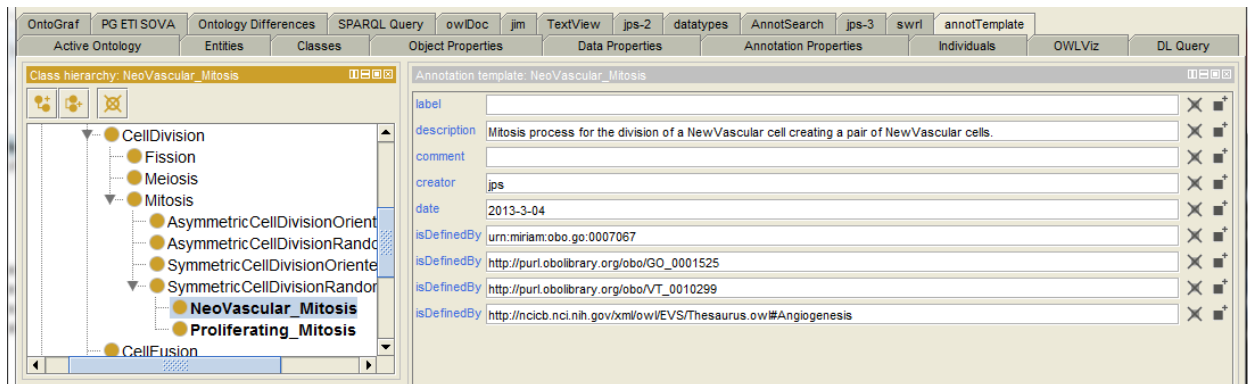 OntoGraf PG ETI SOVA Ontology Differences SPARQL Query owlDoc jim TextView jps-2 datatypes AnnotSearch jps-3 swrl annotTemplate
Active Ontology Entities Classes Object Properties Data Properties Annotation Properties Individuals OWLViz DL Query
Class hierarchy: NeoVascular_Mitosis
CellDivision
Fission
Meiosis
Mitosis
AsymmetricCellDivisionOrient
AsymmetricCellDivisionRando
SymmetricCellDivisionOriente
SymmetricCellDivisionRandor
NeoVascular_Mitosis
Proliferating_Mitosis
CellFusion
Annotation template: NeoVascular_Mitosis
label
description Mitosis process for the division of a NewVascular cell creating a pair of NewVascular cells.
comment
creator jps
date 2013-3-04
isDefinedBy urn:miriam:obo.go:0007067
isDefinedBy http://purl.obolibrary.org/obo/GO_0001525
isDefinedBy http://purl.obolibrary.org/obo/VT_0010299
isDefinedBy http://ncicb.nci.nih.gov/xml/owl/EVS/Thesaurus.owl#Angiogenesis